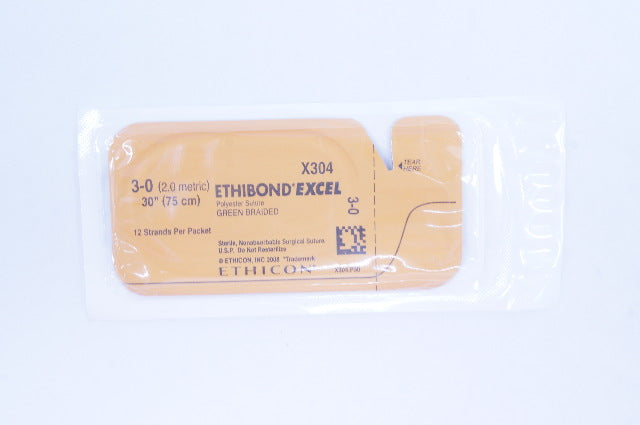 X304
3-0 (2.0 metric) ETHIBOND* EXCEL
30" (75 cm) Polyester Suture
GREEN BRAIDED
3-0
12 Strands Per Packet
Sterile, Nonabsorbable Surgical Suture
U.S.P. Do Not Resterilize
© ETHICON, INC 2008 *Trademark
ETHICON
TEAR
HERE